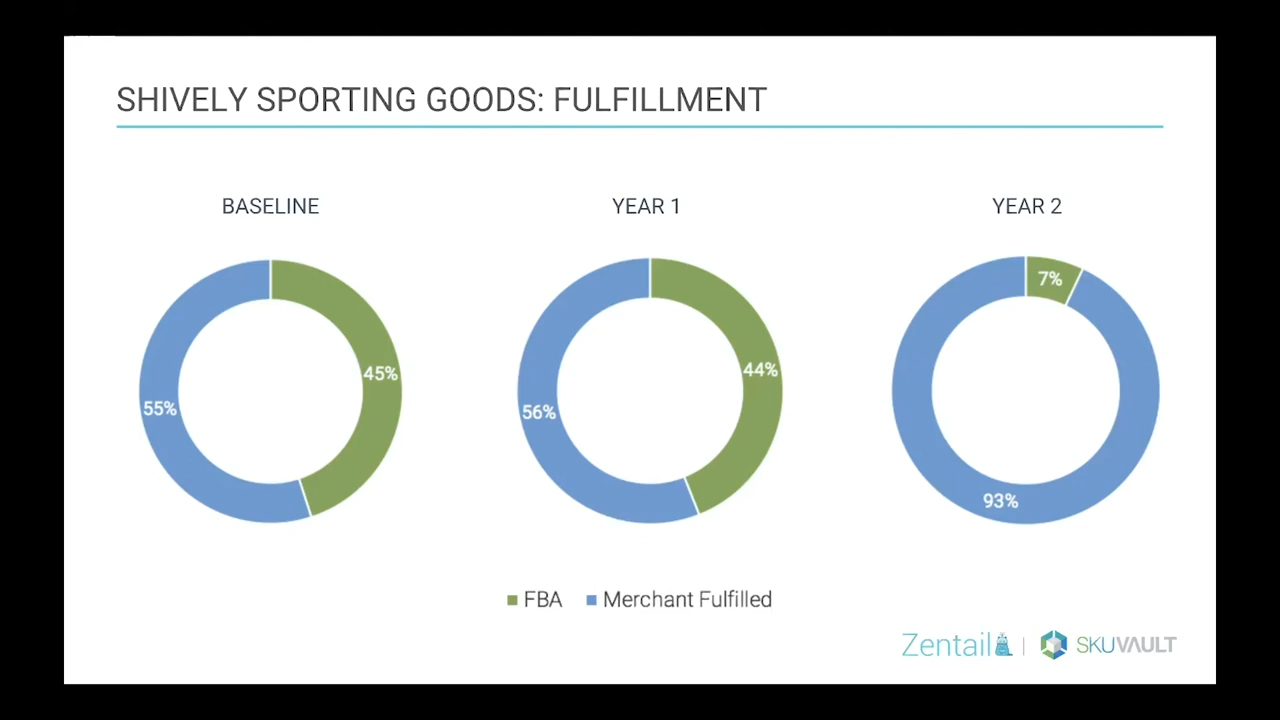 SHIVELY SPORTING GOODS: FULFILLMENT
BASELINE
YEAR 1
YEAR 2
45%
55%
44%
56%
7%
93%
FBA
Merchant Fulfilled
Zentail
SKUVAULT